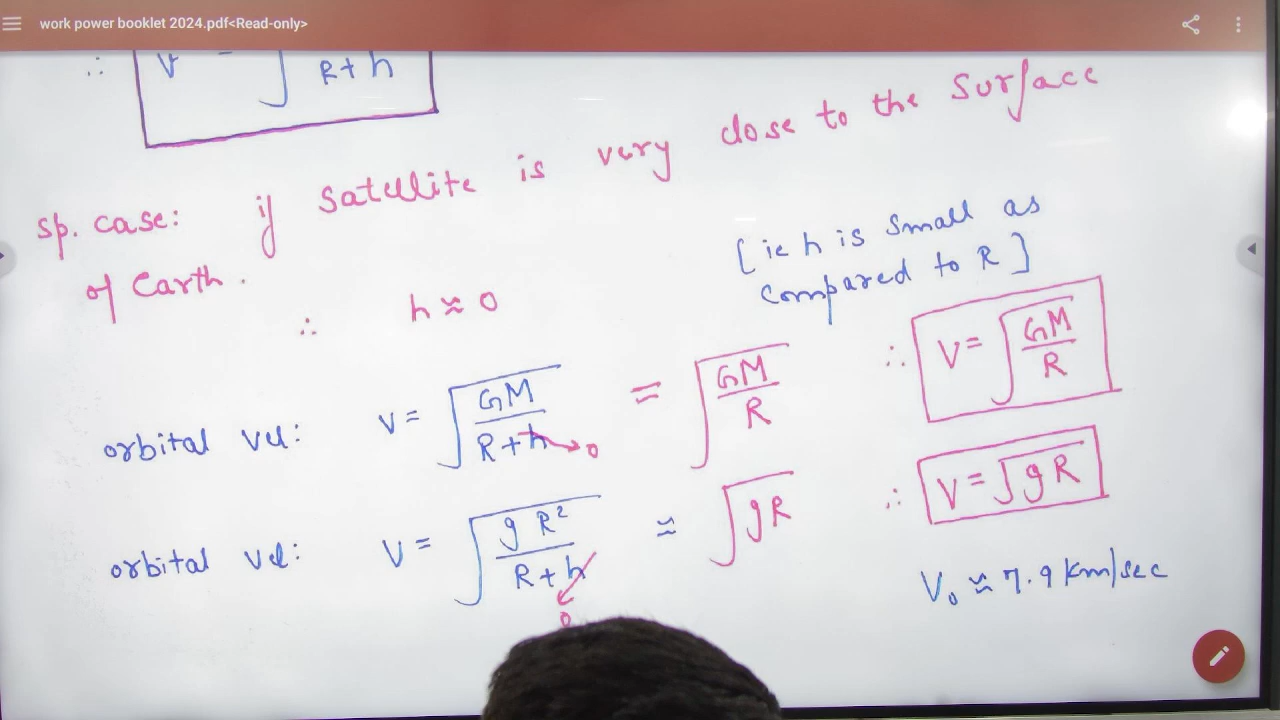 work power booklet 2024.pdf<Read-only>
∴ V = √ R+h
sp. case: if satellite is very close to the surface
of Earth.
[ie h is small as
compared to R]
∴ h ≈ 0
orbital vel: V = √(GM/(R+h)) → 0 = √(GM/R) ∴ V = √(GM/R)
orbital vel: V = √(gR²/(R+h)) → 0 ≈ √gR ∴ V = √gR
V₀ ≈ 7.9 km/sec